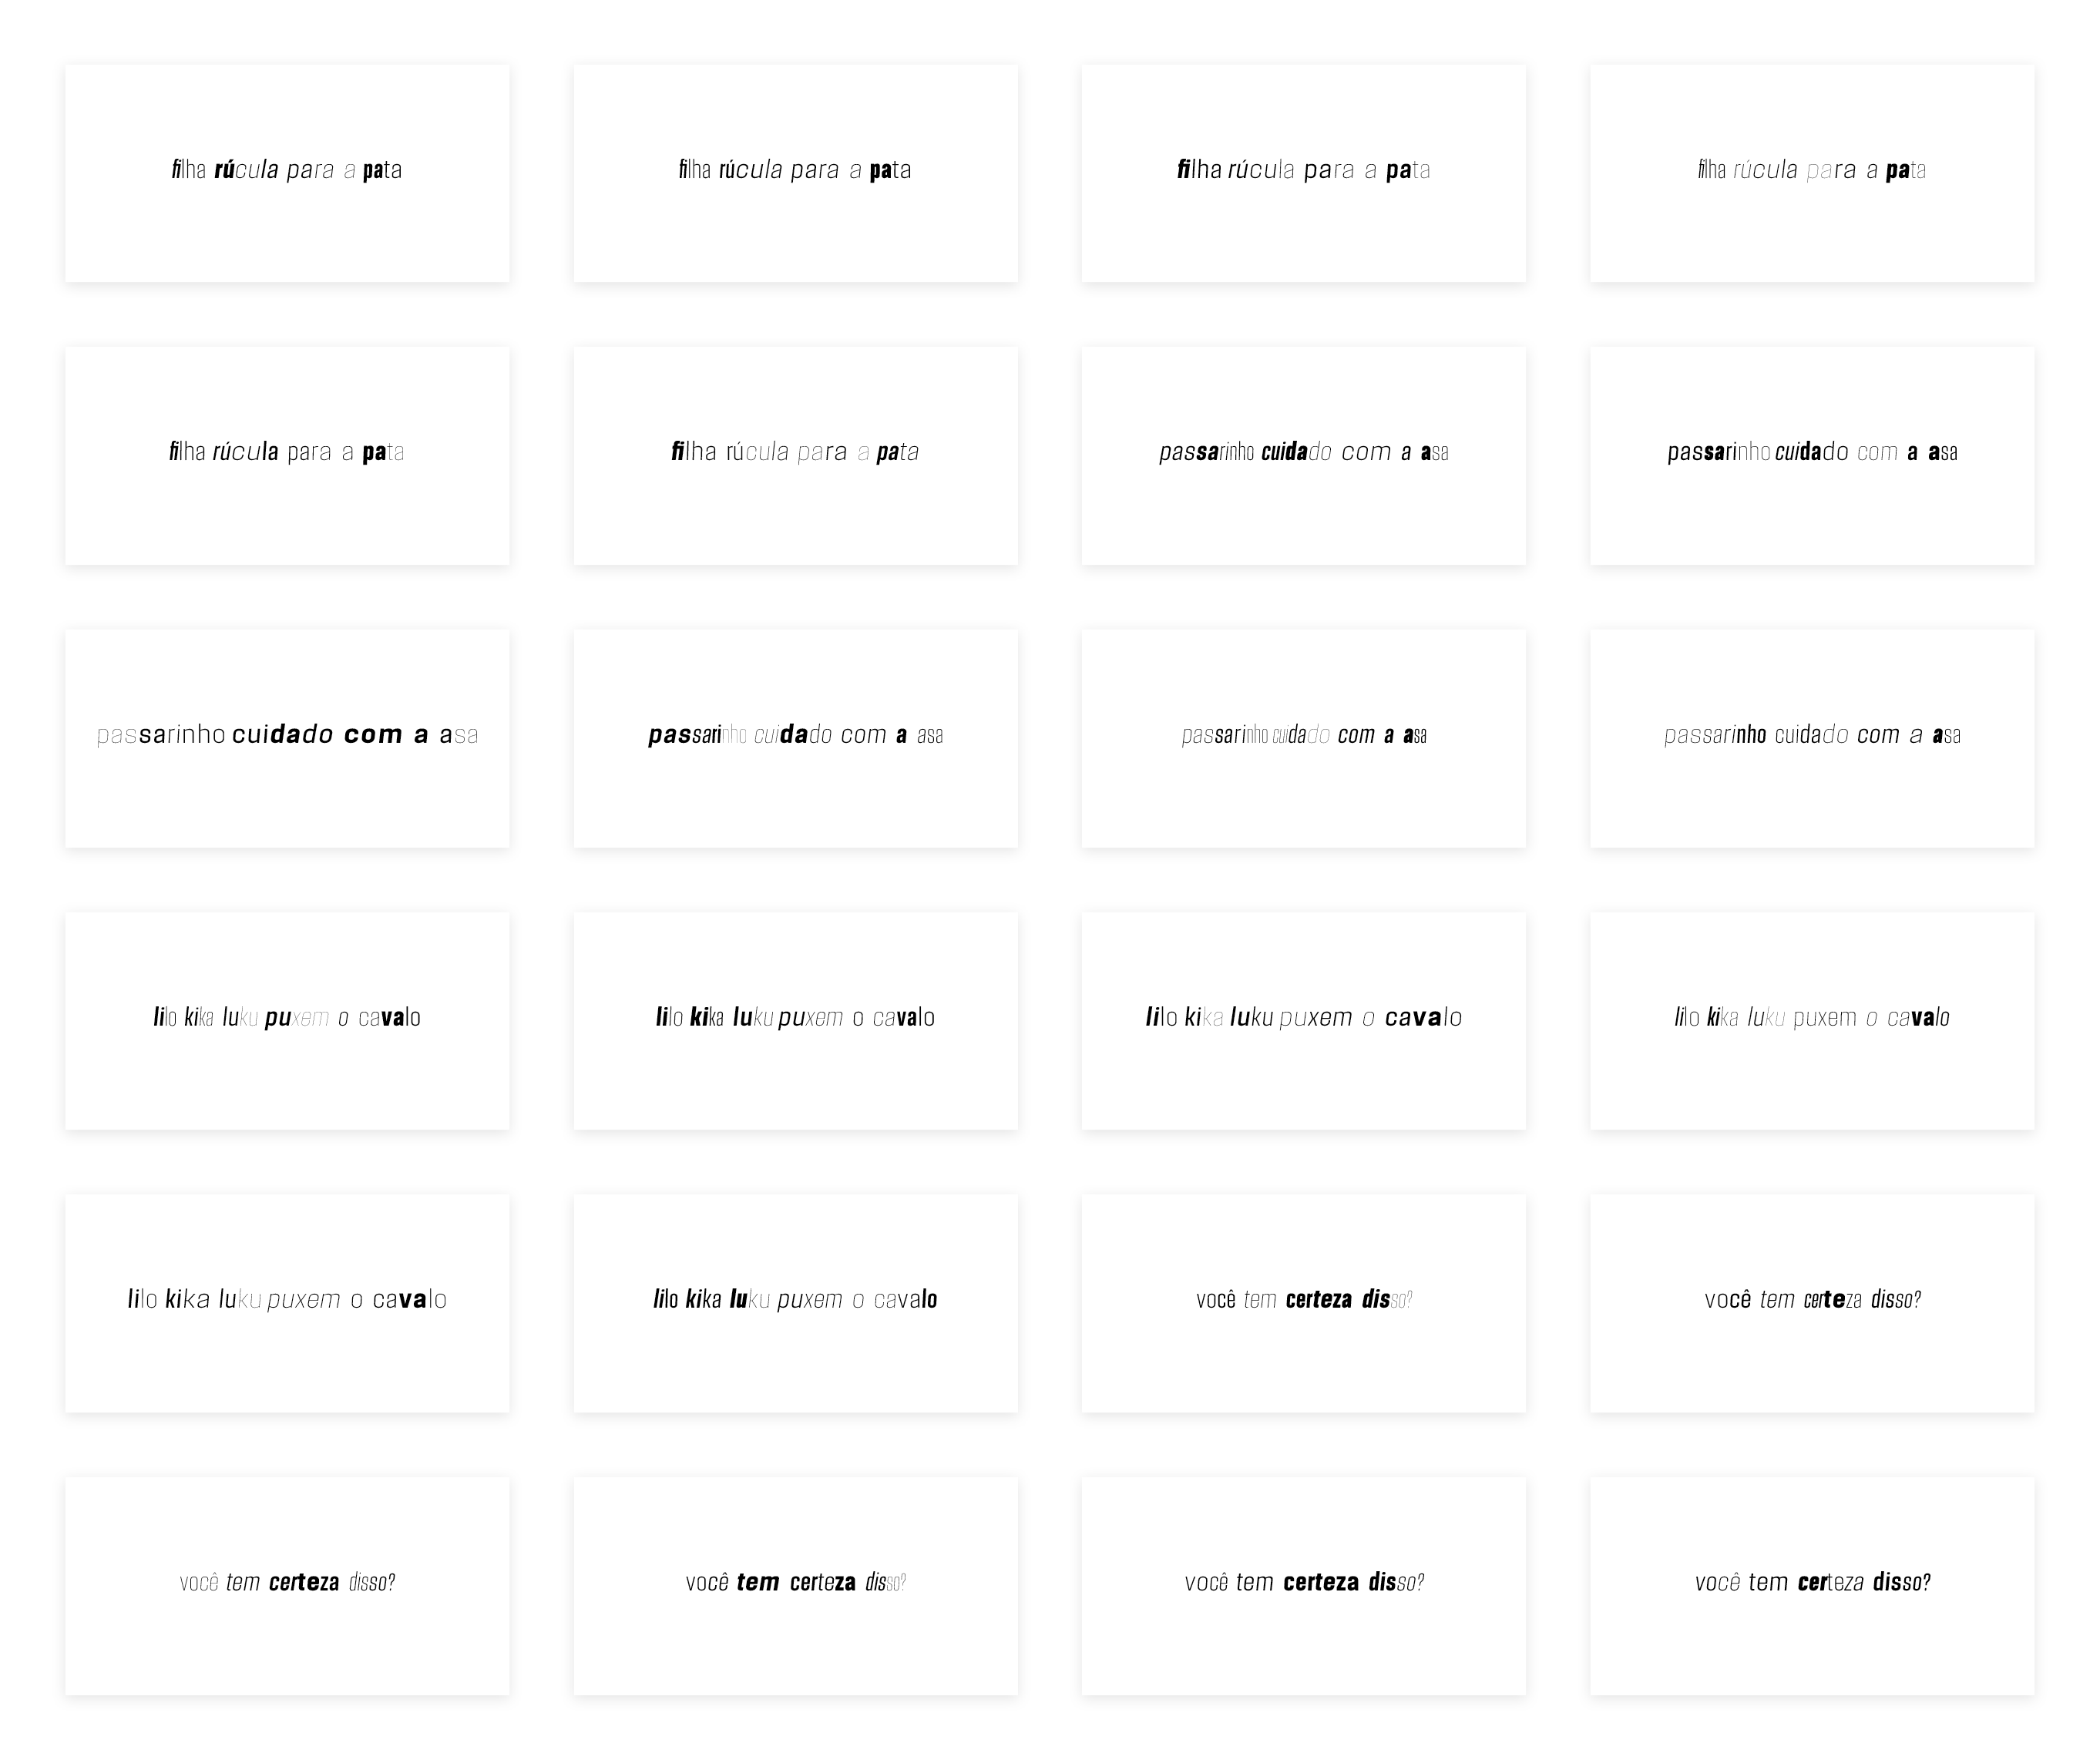 filha rúcula para a pata
filha rúcula para a pata
filha rúcula para a pata
filha rúcula para a pata
filha rúcula para a pata
filha rúcula para a pata
passarinho cuidado com a asa
passarinho cuidado com a asa
passarinho cuidado com a asa
passarinho cuidado com a asa
passarinho cuidado com a asa
passarinho cuidado com a asa
lilo kika luku puxem o cavalo
lilo kika luku puxem o cavalo
lilo kika luku puxem o cavalo
lilo kika luku puxem o cavalo
lilo kika luku puxem o cavalo
lilo kika luku puxem o cavalo
você tem certeza disso?
você tem certeza disso?
você tem certeza disso?
você tem certeza disso?
você tem certeza disso?
você tem certeza disso?